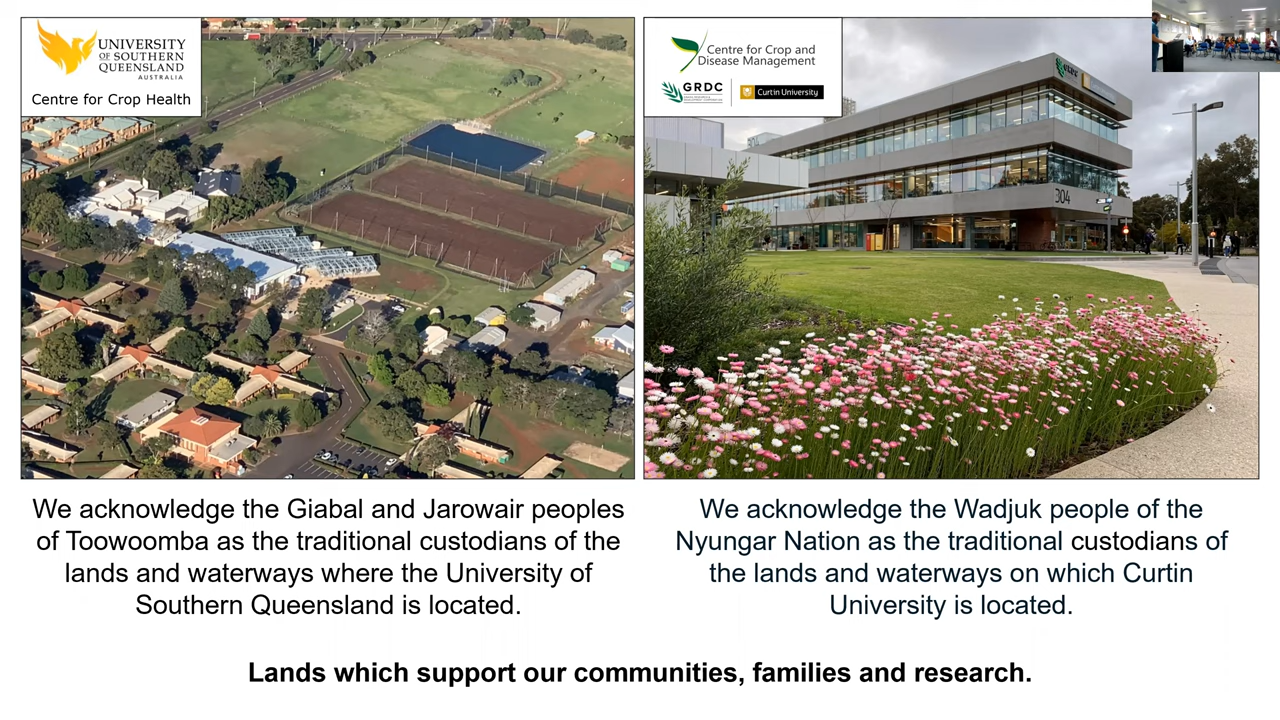 UNIVERSITY
OF SOUTHERN
QUEENSLAND
AUSTRALIA
Centre for Crop Health
Centre for Crop and
Disease Management
GRDC
Curtin University
GRDC
304
We acknowledge the Giabal and Jarowair peoples
of Toowoomba as the traditional custodians of the
lands and waterways where the University of
Southern Queensland is located.
We acknowledge the Wadjuk people of the
Nyungar Nation as the traditional custodians of
the lands and waterways on which Curtin
University is located.
Lands which support our communities, families and research.